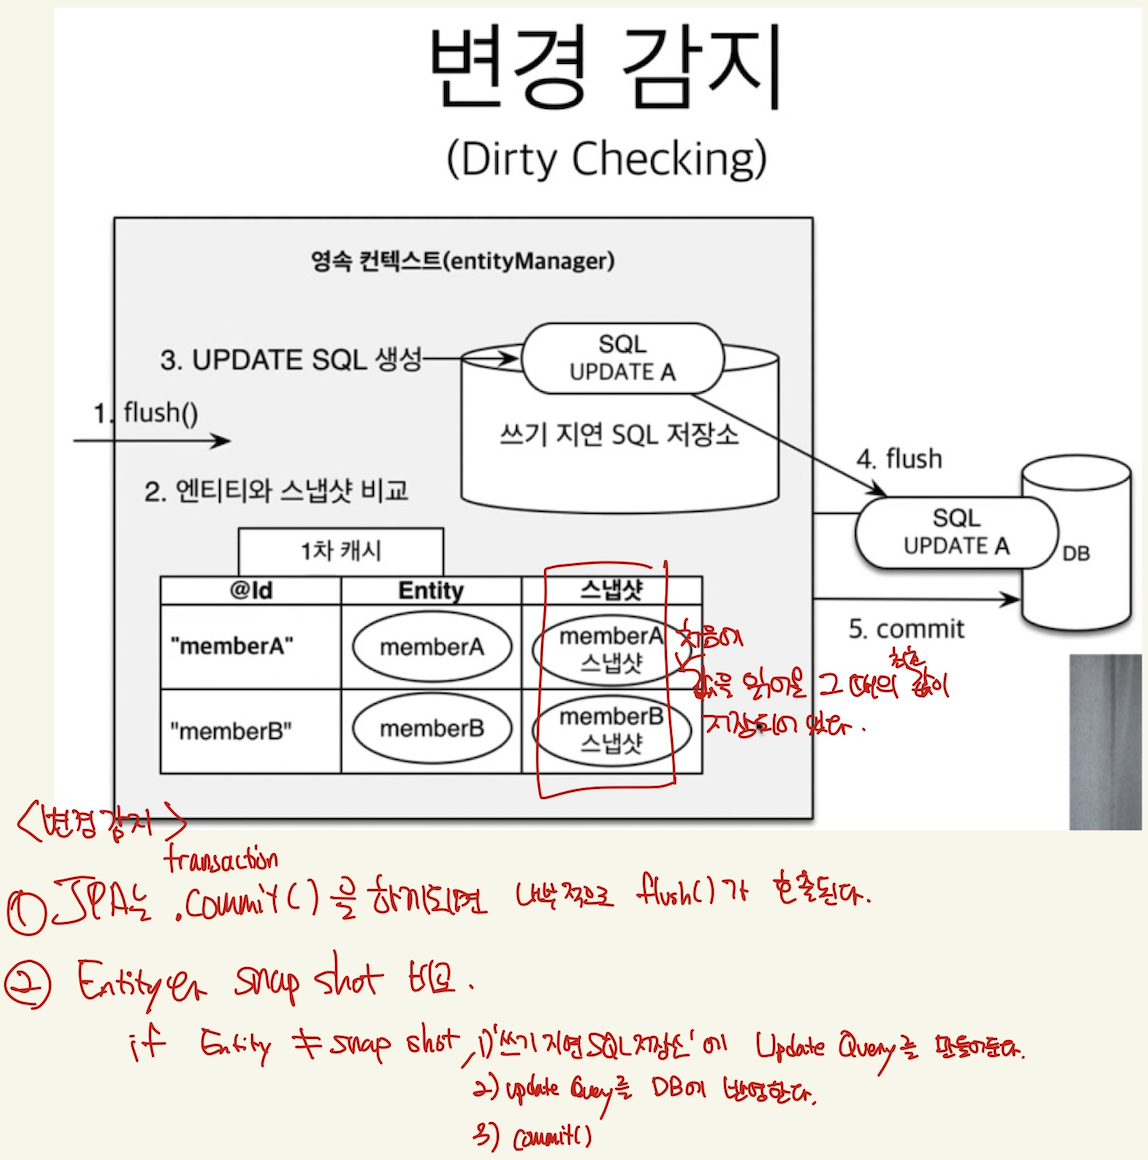 변경 감지
(Dirty Checking)
영속 컨텍스트(entityManager)
3. UPDATE SQL 생성
SQL
UPDATE A
1. flush()
쓰기 지연 SQL 저장소
2. 엔티티와 스냅샷 비교
4. flush
SQL
UPDATE A
DB
5. commit
1차 캐시
@Id Entity 스냅샷
"memberA" memberA memberA
스냅샷
"memberB" memberB memberB
스냅샷
처음에
최초
값을 읽어올 그 때의 값이
저장되어 있다.
<변경 감지>
transaction
① JPA는 .commit()을 하게되면 내부적으로 flush()가 호출된다.
② Entity와 snap shot 비교.
if Entity ≠ snap shot, 1) '쓰기 지연 SQL 저장소'에 Update Query를 만들어둔다.
2) update Query를 DB에 반영한다.
3) commit()